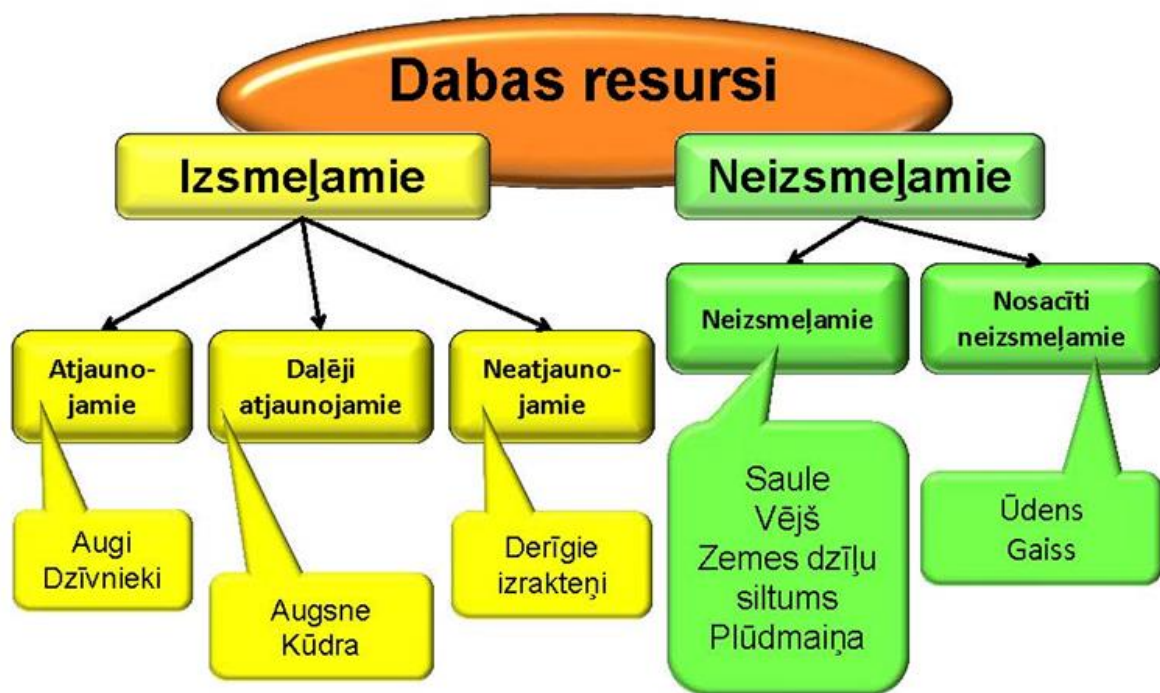 Dabas resursi
Izsmeļamie
Neizsmeļamie
Atjauno-
jamie
Daļēji
atjaunojamie
Neatjauno-
jamie
Neizsmeļamie
Nosacīti
neizsmeļamie
Augi
Dzīvnieki
Augsne
Kūdra
Derīgie
izrakteņi
Saule
Vējš
Zemes dzīļu
siltums
Plūdmaiņa
Ūdens
Gaiss